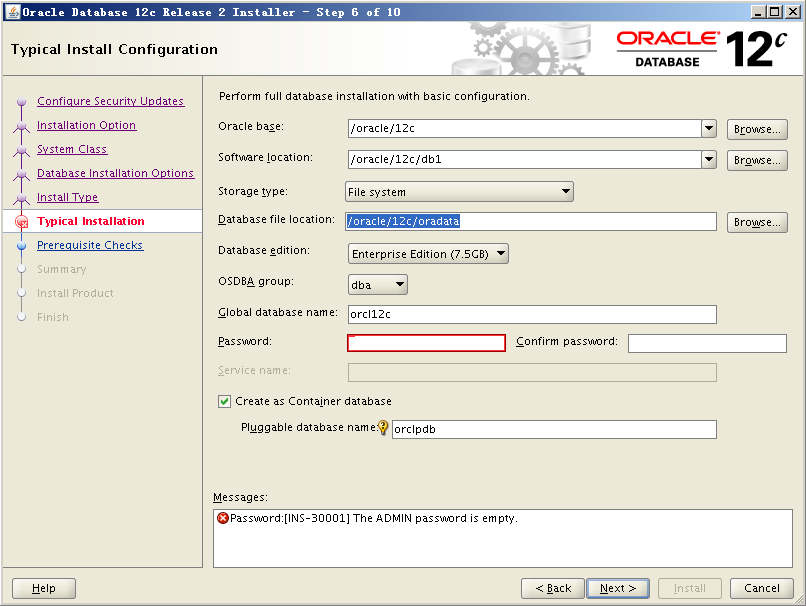 Oracle Database 12c Release 2 Installer - Step 6 of 10
Typical Install Configuration
ORACLE®
DATABASE
12c
Configure Security Updates
Installation Option
System Class
Database Installation Options
Install Type
Typical Installation
Prerequisite Checks
Summary
Install Product
Finish
Perform full database installation with basic configuration.
Oracle base: /oracle/12c Browse...
Software location: /oracle/12c/db1 Browse...
Storage type: File system
Database file location: /oracle/12c/oradata Browse...
Database edition: Enterprise Edition (7.5GB)
OSDBA group: dba
Global database name: orcl12c
Password: Confirm password:
Service name:
Create as Container database
Pluggable database name: orclpdb
Messages:
Password:[INS-30001] The ADMIN password is empty.
Help < Back Next > Install Cancel